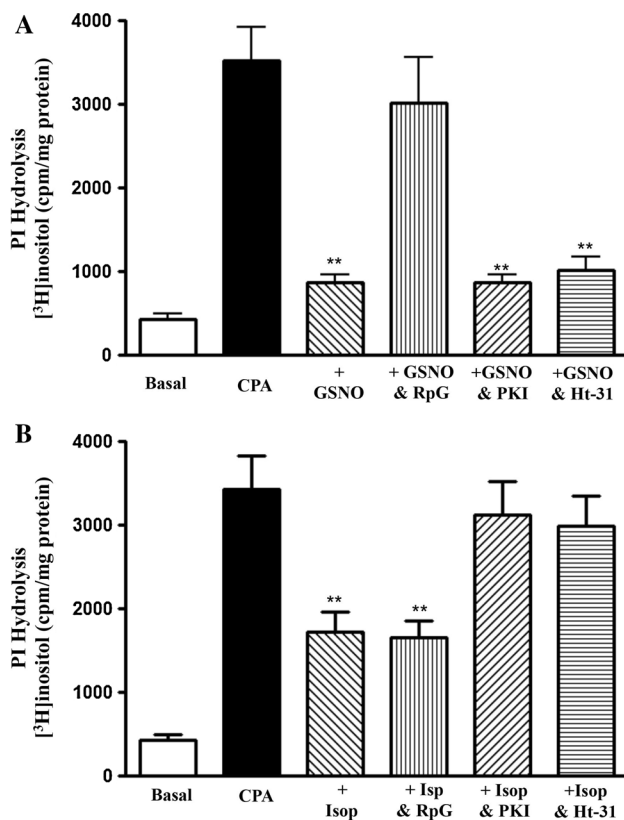 A
PI Hydrolysis
[³H]inositol (cpm/mg protein)
4000
3000
2000
1000
0
**
**
**
Basal
CPA
+
GSNO
+ GSNO
& RpG
+GSNO
& PKI
+GSNO
& Ht-31
B
PI Hydrolysis
[³H]inositol (cpm/mg protein)
4000
3000
2000
1000
0
**
**
Basal
CPA
+
Isop
+ Isp
& RpG
+ Isop
& PKI
+Isop
& Ht-31